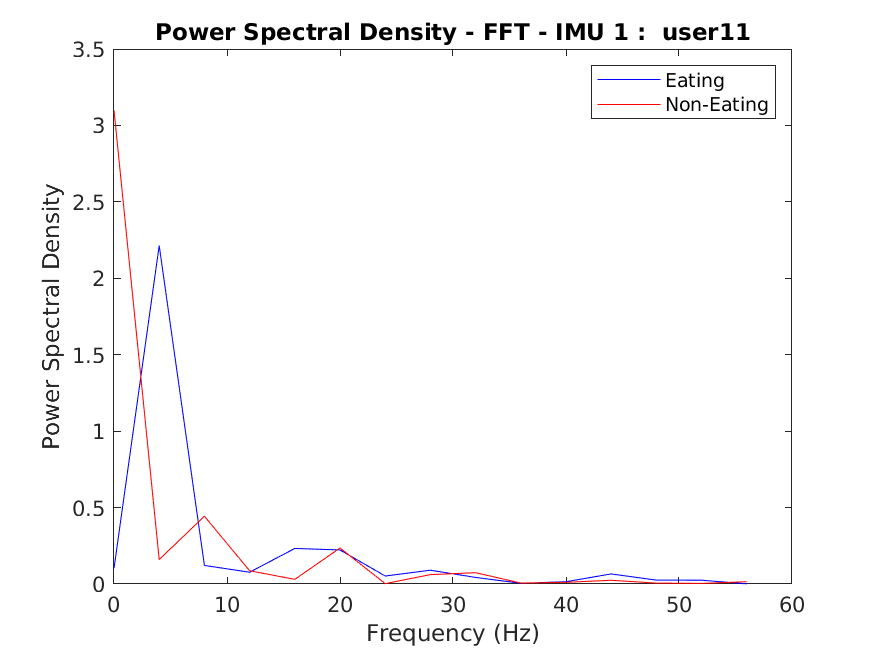 Power Spectral Density - FFT - IMU 1 :  user11
Eating
Non-Eating
Power Spectral Density
3.5
3
2.5
2
1.5
1
0.5
0
0 10 20 30 40 50 60
Frequency (Hz)